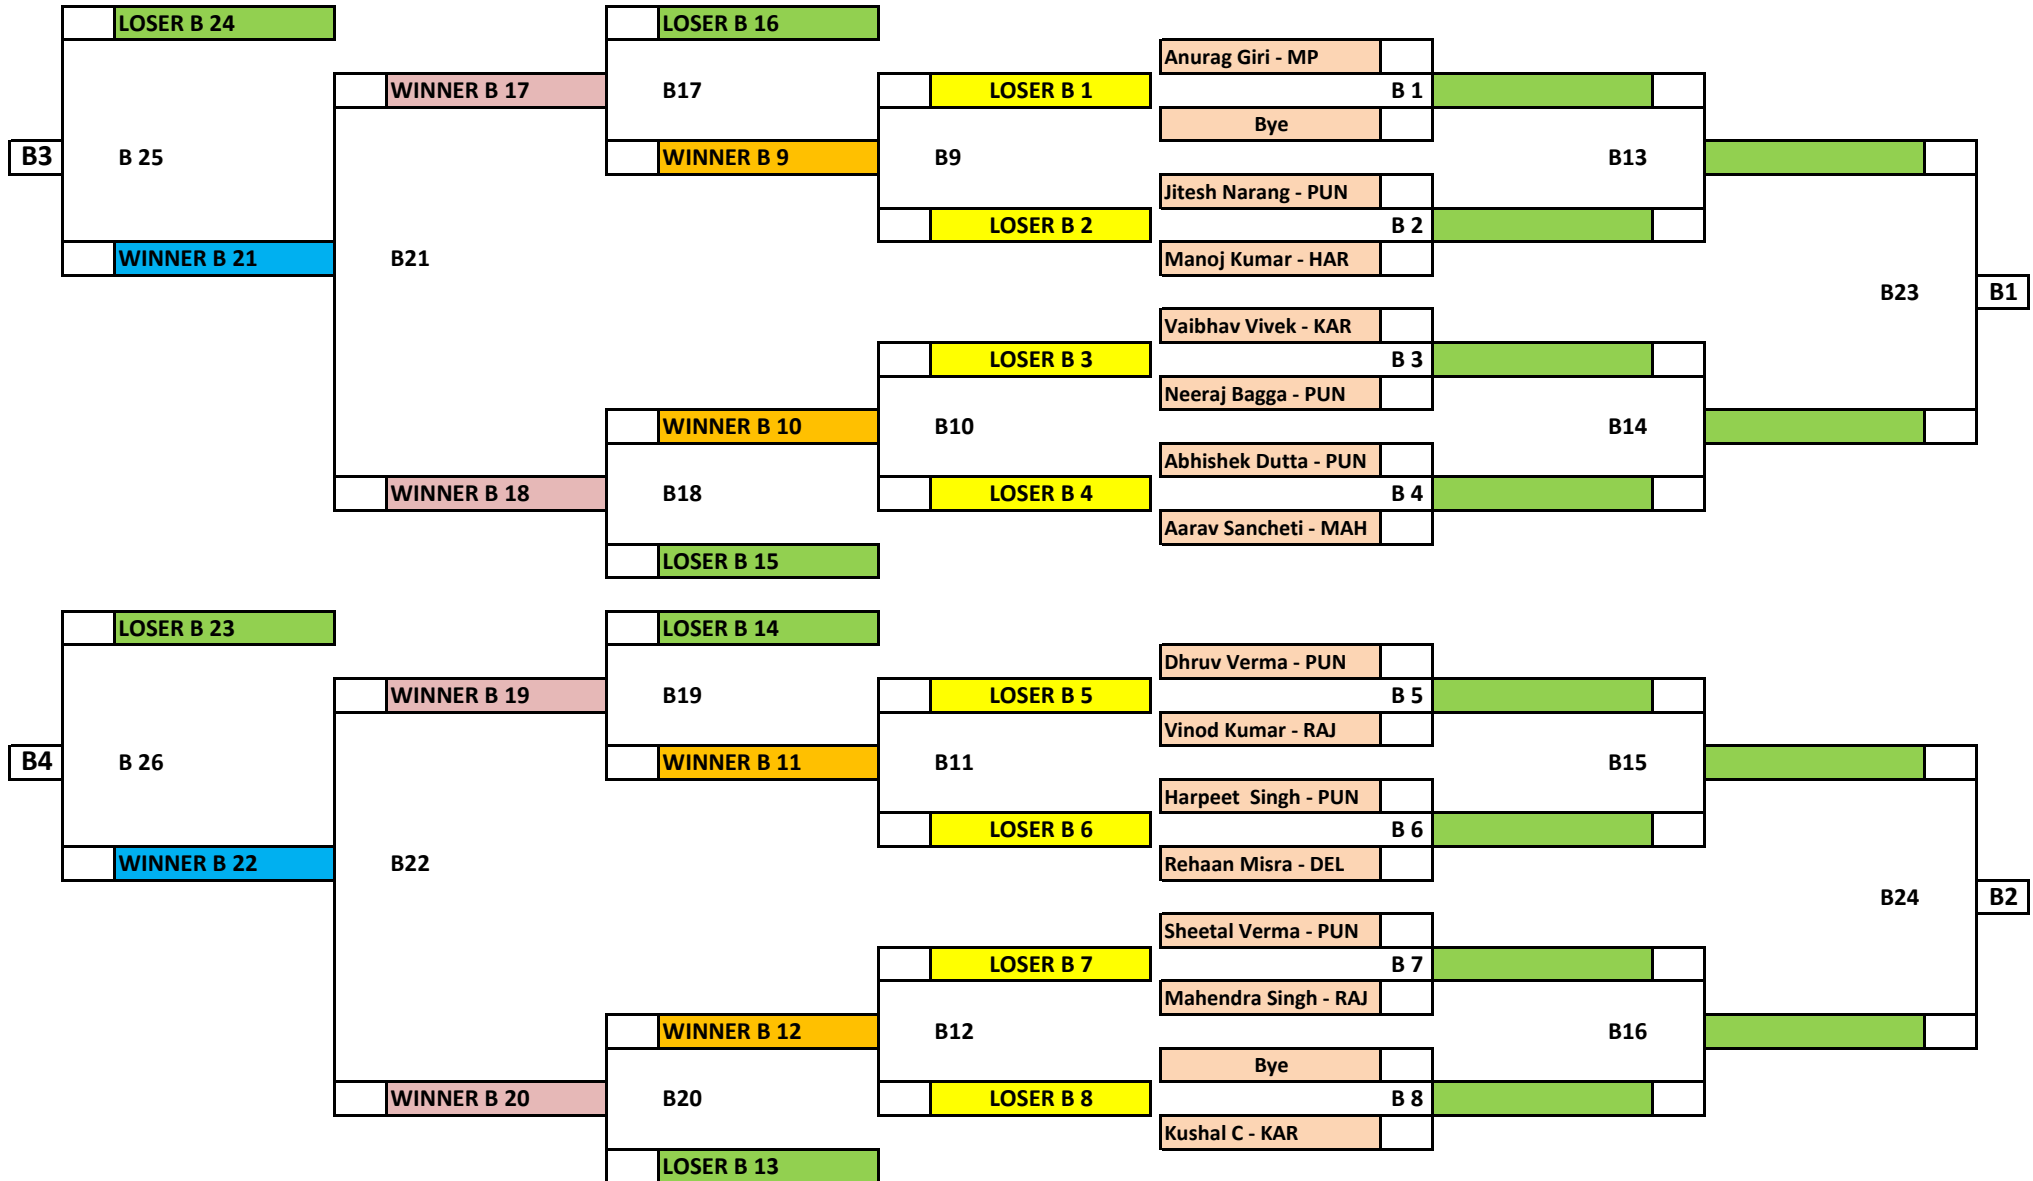 LOSER B 24 LOSER B 16
Anurag Giri - MP
WINNER B 17 B17 LOSER B 1 B 1
Bye
B3 B 25 WINNER B 9 B9 B13
Jitesh Narang - PUN
LOSER B 2 B 2
WINNER B 21 B21 Manoj Kumar - HAR
B23 B1
Vaibhav Vivek - KAR
LOSER B 3 B 3
Neeraj Bagga - PUN
WINNER B 10 B10 B14
Abhishek Dutta - PUN
WINNER B 18 B18 LOSER B 4 B 4
Aarav Sancheti - MAH
LOSER B 15
LOSER B 23 LOSER B 14
Dhruv Verma - PUN
WINNER B 19 B19 LOSER B 5 B 5
Vinod Kumar - RAJ
B4 B 26 WINNER B 11 B11 B15
Harpeet  Singh - PUN
LOSER B 6 B 6
WINNER B 22 B22 Rehaan Misra - DEL
B24 B2
Sheetal Verma - PUN
LOSER B 7 B 7
Mahendra Singh - RAJ
WINNER B 12 B12 B16
Bye
WINNER B 20 B20 LOSER B 8 B 8
Kushal C - KAR
LOSER B 13